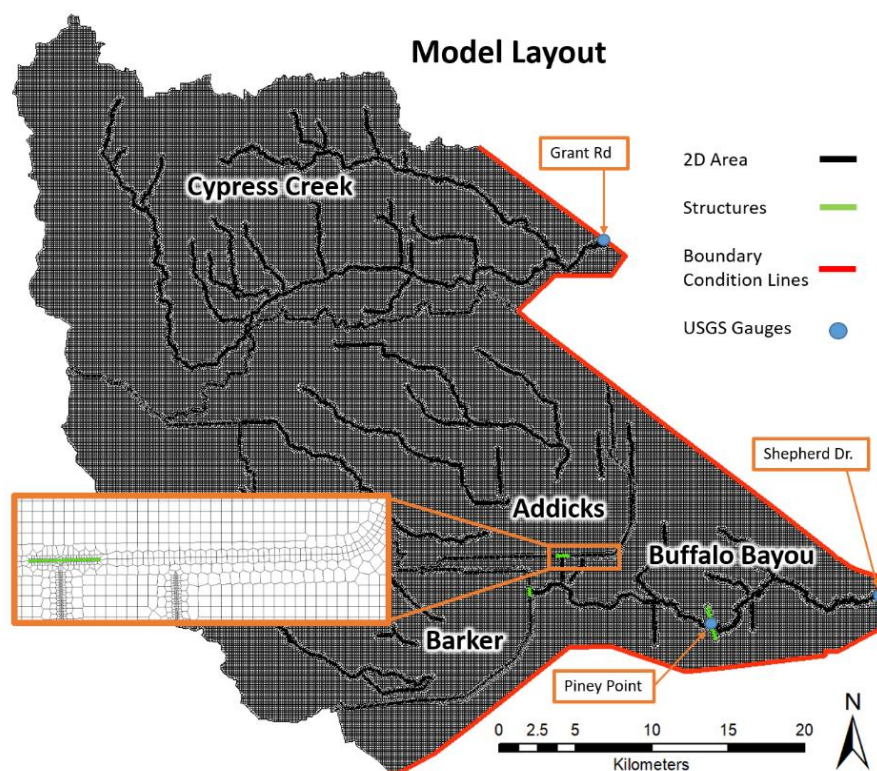 Model Layout
Grant Rd
2D Area
Cypress Creek
Structures
Boundary
Condition Lines
USGS Gauges
Shepherd Dr.
Addicks
Buffalo Bayou
Barker
Piney Point
N
0 2.5 5 10 15 20
Kilometers